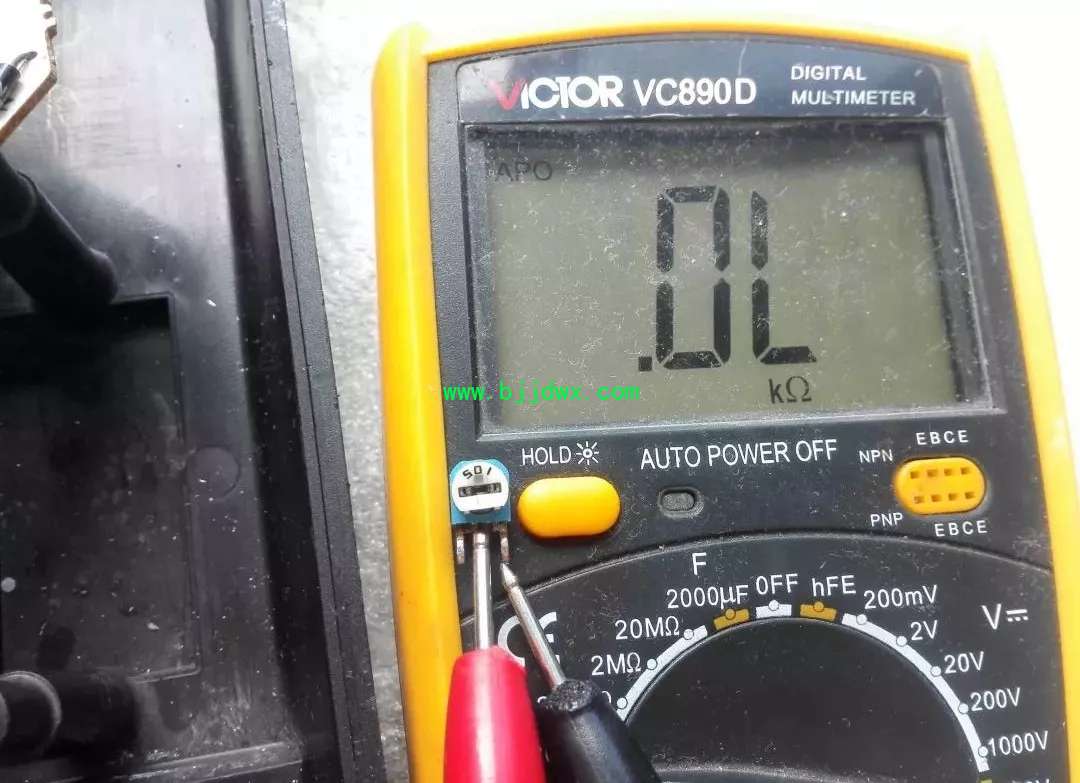 VICTOR VC890D
DIGITAL
MULTIMETER
APO
.0L
kΩ
www.bjjdwx.com
HOLD
AUTO POWER OFF
NPN
EBCE
PNP
EBCE
501
CE
F
2000μF
OFF
hFE
200mV
20MΩ
2V
V
2MΩ
20V
Ω
200V
1000V